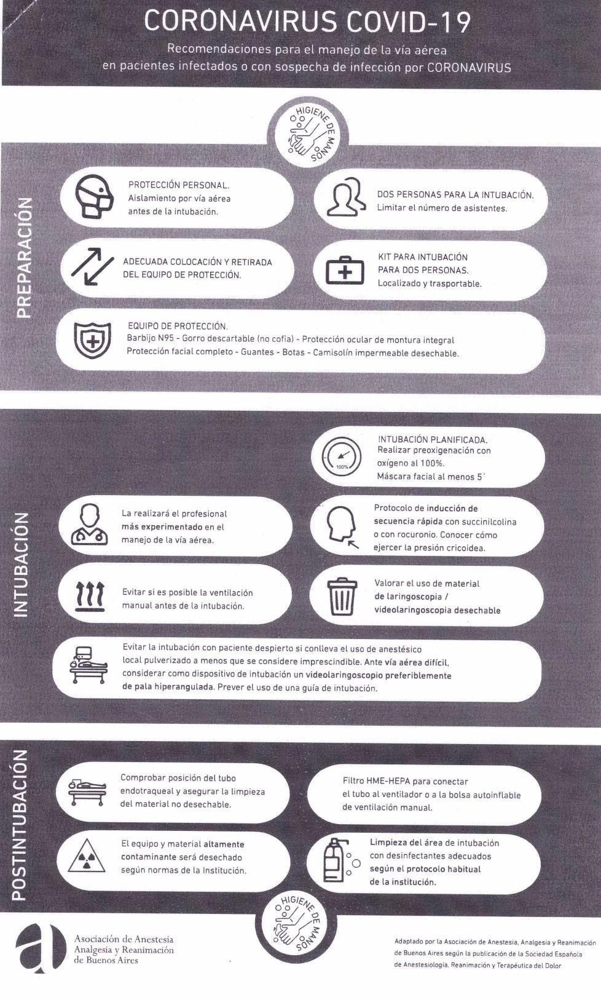 CORONAVIRUS COVID-19
Recomendaciones para el manejo de la vía aérea
en pacientes infectados o con sospecha de infección por CORONAVIRUS
HIGIENE DE MANOS
PREPARACIÓN
PROTECCIÓN PERSONAL.
Aislamiento por vía aérea
antes de la intubación.
DOS PERSONAS PARA LA INTUBACIÓN.
Limitar el número de asistentes.
ADECUADA COLOCACIÓN Y RETIRADA
DEL EQUIPO DE PROTECCIÓN.
KIT PARA INTUBACIÓN
PARA DOS PERSONAS.
Localizado y trasportable.
EQUIPO DE PROTECCIÓN.
Barbijo N95 - Gorro descartable (no cofia) - Protección ocular de montura integral
Protección facial completo - Guantes - Botas - Camisolín impermeable desechable.
INTUBACIÓN
100%
INTUBACIÓN PLANIFICADA.
Realizar preoxigenación con
oxígeno al 100%.
Máscara facial al menos 5´
La realizará el profesional
más experimentado en el
manejo de la vía aérea.
Protocolo de inducción de
secuencia rápida con succinilcolina
o con rocuronio. Conocer cómo
ejercer la presión cricoidea.
Evitar si es posible la ventilación
manual antes de la intubación.
Valorar el uso de material
de laringoscopia /
videolaringoscopia desechable
Evitar la intubación con paciente despierto si conlleva el uso de anestésico
local pulverizado a menos que se considere imprescindible. Ante vía aérea difícil,
considerar como dispositivo de intubación un videolaringoscopio preferiblemente
de pala hiperangulada. Prever el uso de una guía de intubación.
POSTINTUBACIÓN
Comprobar posición del tubo
endotraqueal y asegurar la limpieza
del material no desechable.
Filtro HME-HEPA para conectar
el tubo al ventilador o a la bolsa autoinflable
de ventilación manual.
El equipo y material altamente
contaminante será desechado
según normas de la Institución.
Limpieza del área de intubación
con desinfectantes adecuados
según el protocolo habitual
de la institución.
HIGIENE DE MANOS
Asociación de Anestesia
Analgesia y Reanimación
de Buenos Aires
Adaptado por la Asociación de Anestesia, Analgesia y Reanimación
de Buenos Aires según la publicación de la Sociedad Española
de Anestesiología, Reanimación y Terapéutica del Dolor